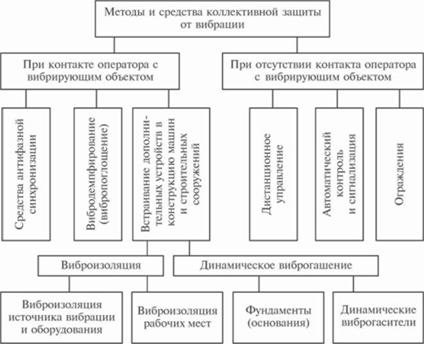 Методы и средства коллективной защиты
от вибрации
При контакте оператора с
вибрирующим объектом
При отсутствии контакта оператора
с вибрирующим объектом
Средства антифазной
синхронизации
Вибродемпфирование
(вибропоглощение)
Встраивание дополни-
тельных устройств в
конструкцию машин
и строительных
сооружений
Дистанционное
управление
Автоматический
контроль
и сигнализация
Ограждения
Виброизоляция
Динамическое виброгашение
Виброизоляция
источника вибрации
и оборудования
Виброизоляция
рабочих мест
Фундаменты
(основания)
Динамические
виброгасители